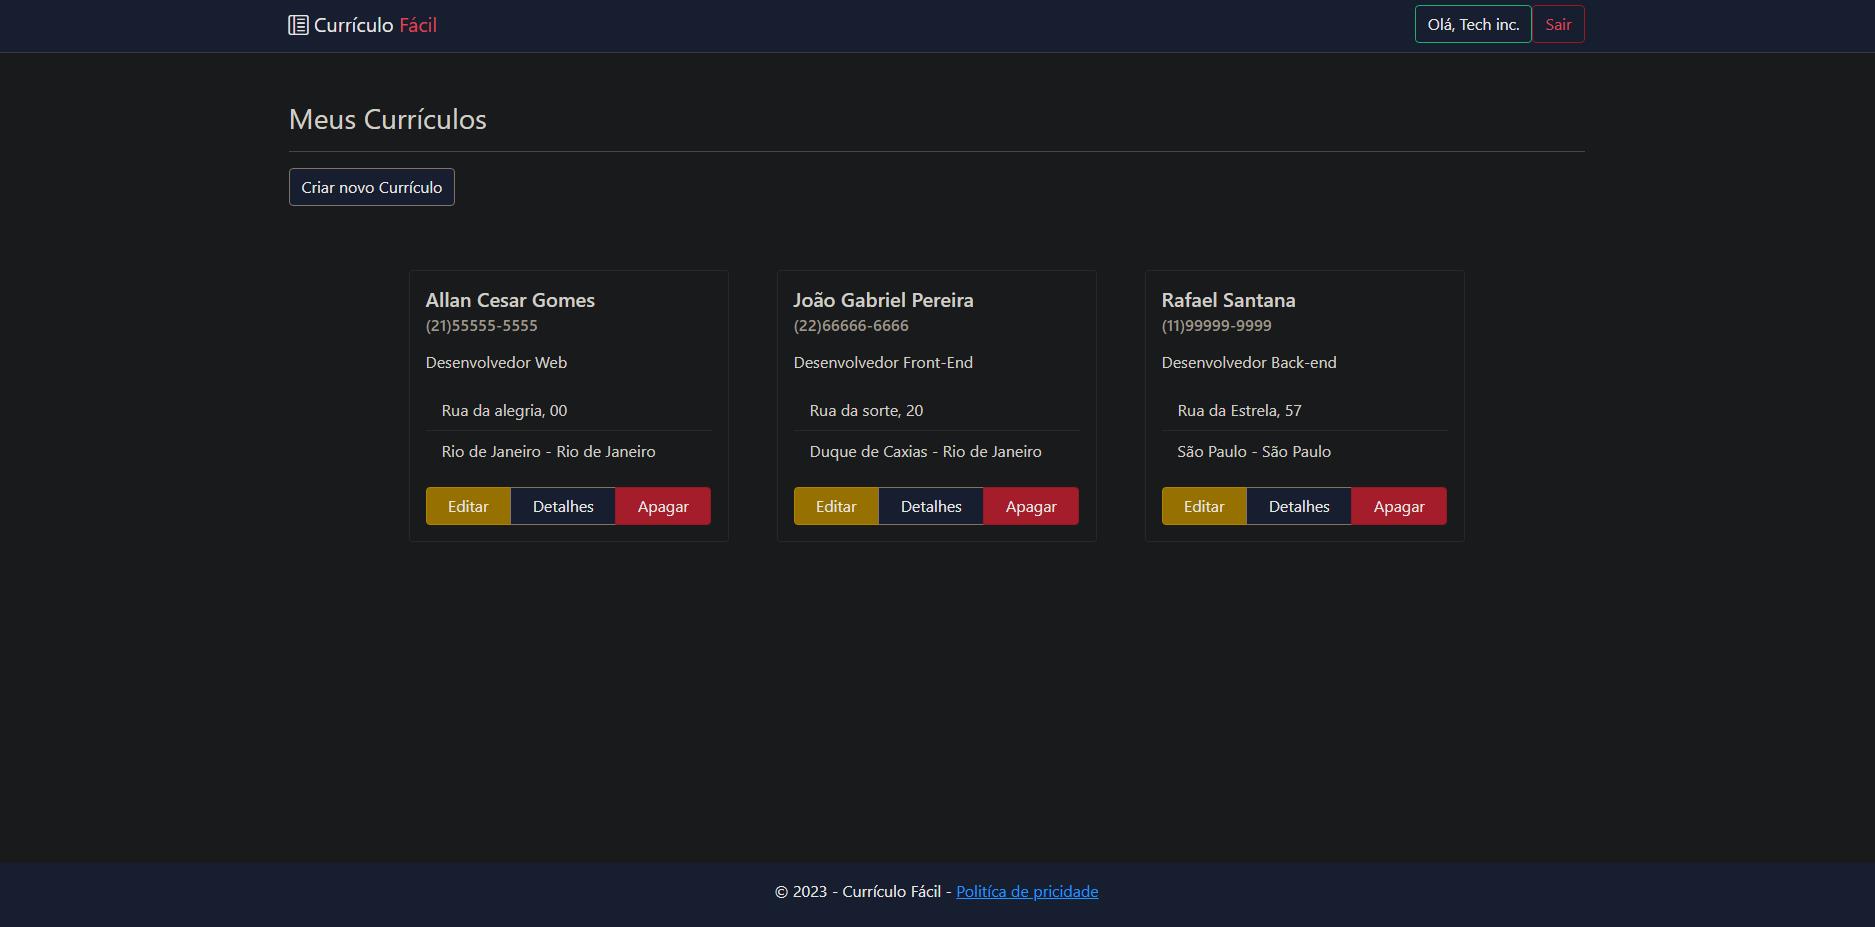 Currículo Fácil
Olá, Tech inc. Sair
Meus Currículos
Criar novo Currículo
Allan Cesar Gomes
(21)55555-5555
Desenvolvedor Web
Rua da alegria, 00
Rio de Janeiro - Rio de Janeiro
Editar Detalhes Apagar
João Gabriel Pereira
(22)66666-6666
Desenvolvedor Front-End
Rua da sorte, 20
Duque de Caxias - Rio de Janeiro
Editar Detalhes Apagar
Rafael Santana
(11)99999-9999
Desenvolvedor Back-end
Rua da Estrela, 57
São Paulo - São Paulo
Editar Detalhes Apagar
© 2023 - Currículo Fácil - Politíca de pricidade